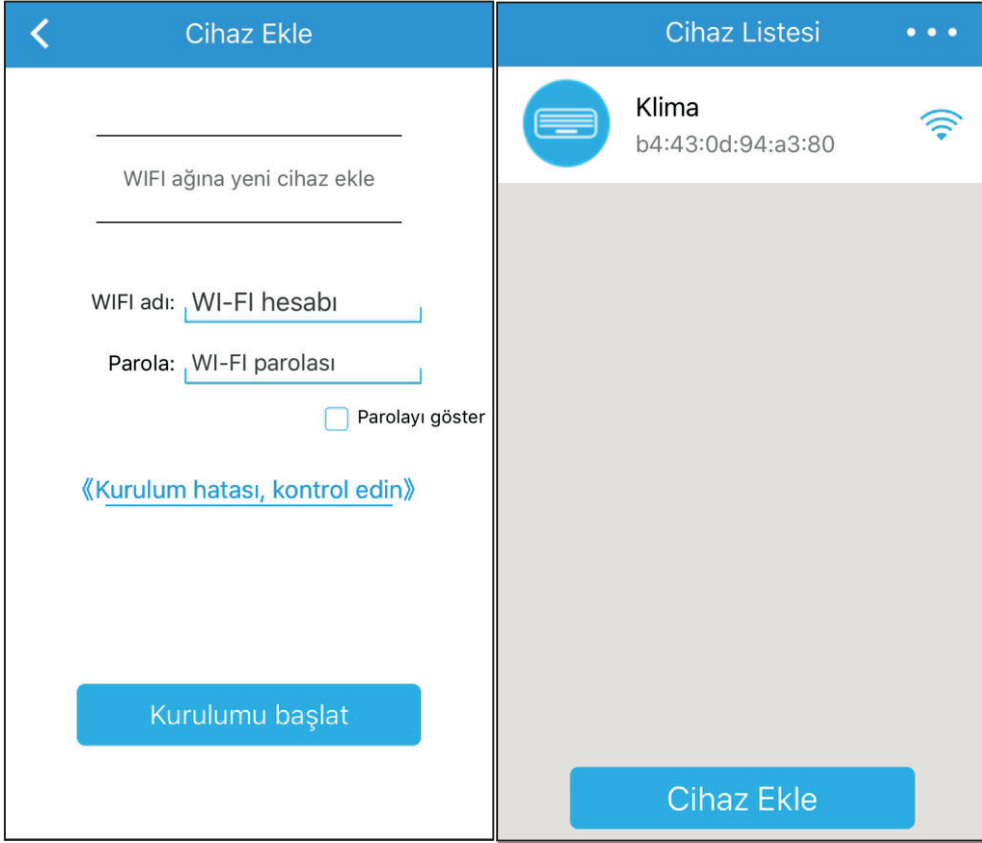 Cihaz Ekle
WIFI ağına yeni cihaz ekle
WIFI adı: WI-FI hesabı
Parola: WI-FI parolası
Parolayı göster
《Kurulum hatası, kontrol edin》
Kurulumu başlat
Cihaz Listesi
Klima
b4:43:0d:94:a3:80
Cihaz Ekle